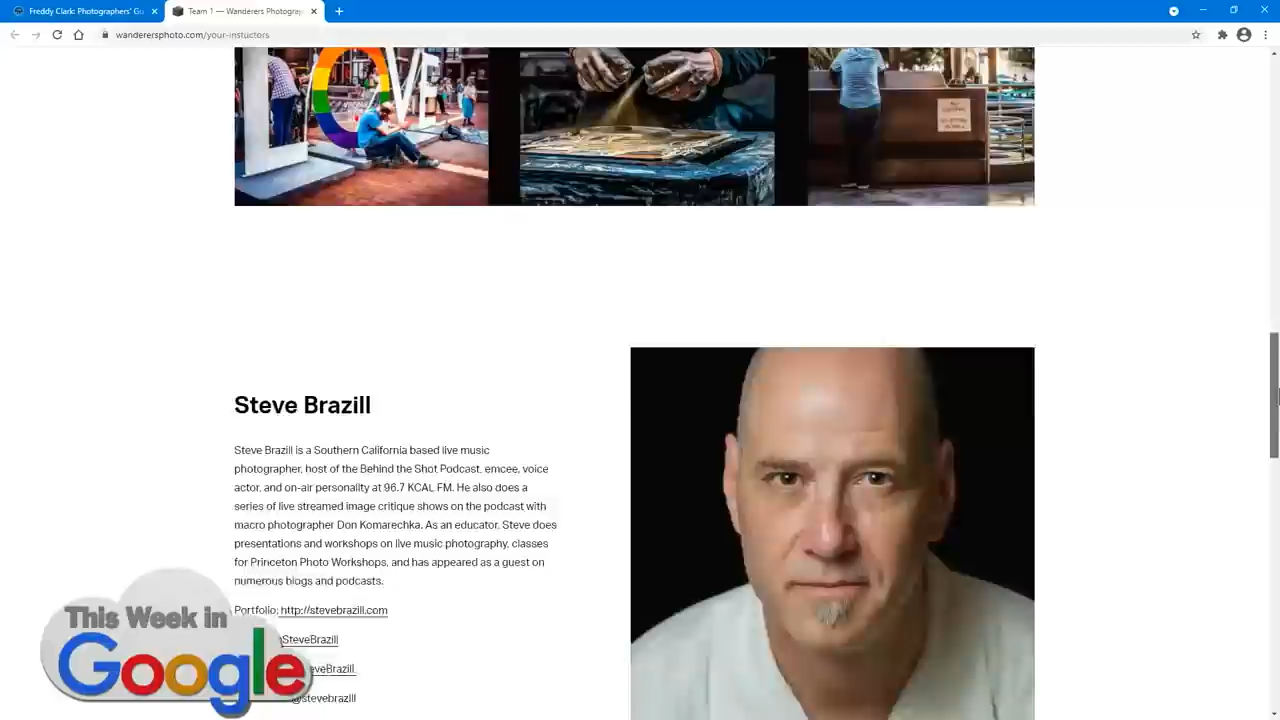 Freddy Clark: Photographers' Gu
Team 1 — Wanderers Photograp
wanderersphoto.com/your-instuctors
LOVE
Steve Brazill
Steve Brazill is a Southern California based live music
photographer, host of the Behind the Shot Podcast, emcee, voice
actor, and on-air personality at 96.7 KCAL FM. He also does a
series of live streamed image critique shows on the podcast with
macro photographer Don Komarechka. As an educator, Steve does
presentations and workshops on live music photography, classes
for Princeton Photo Workshops, and has appeared as a guest on
numerous blogs and podcasts.
Portfolio: http://stevebrazill.com
SteveBrazill
eveBrazill
@stevebrazill
This Week in
Google